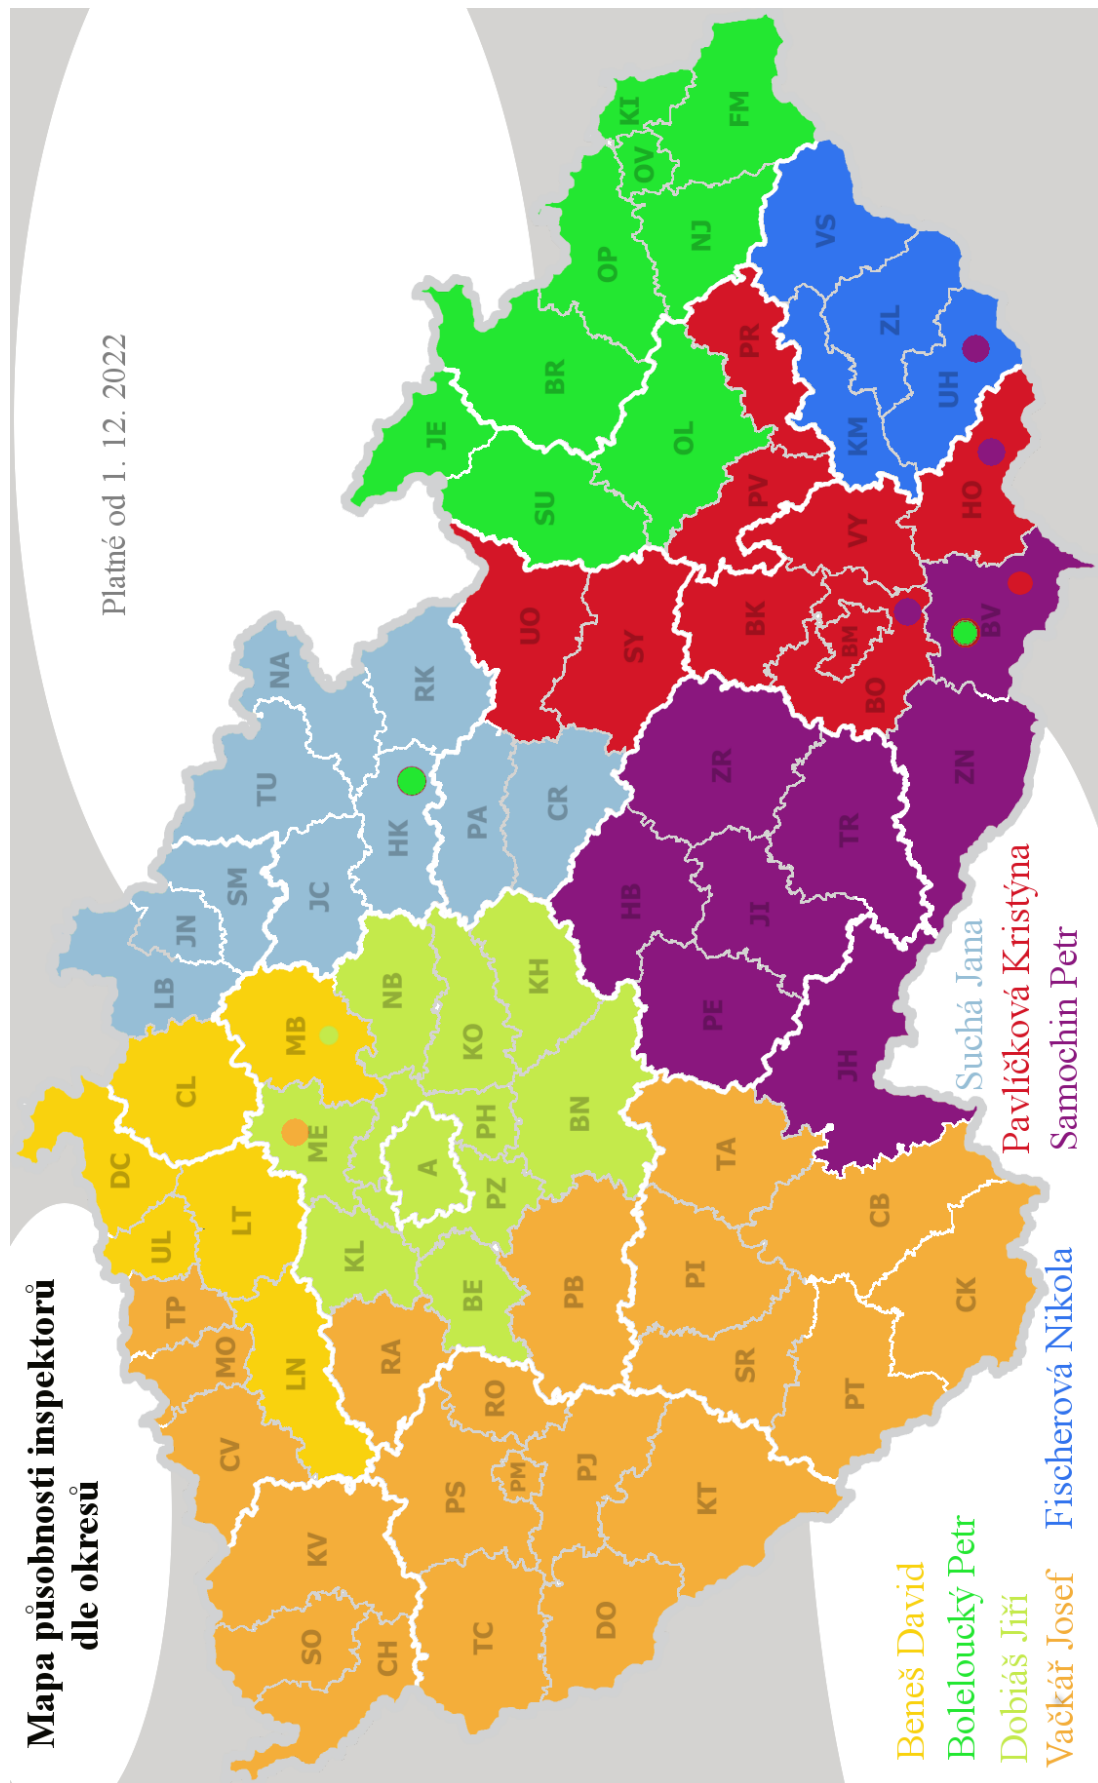 Mapa působnosti inspektorů
dle okresů
Platné od 1. 12. 2022
DC
UL
CL
LB
TP
JN
MO
LT
SM
CV
TU
NA
LN
MB
SO
KV
ME
JC
CH
RA
KL
NB
HK
RK
A
JE
PS
BE
KO
PA
TC
RO
PZ
PH
PM
KH
UO
SU
CR
BR
PB
BN
PJ
DO
OP
HB
SY
KI
OV
PI
OL
NJ
KT
PE
ZR
TA
SR
JI
BK
PV
PR
FM
PT
JH
TR
BM
VY
KM
VS
CB
BO
ZL
CK
ZN
BV
HO
UH
Beneš David
Boleloucký Petr
Dobiáš Jiří
Vačkář Josef
Fischerová Nikola
Suchá Jana
Pavlíčková Kristýna
Samochin Petr